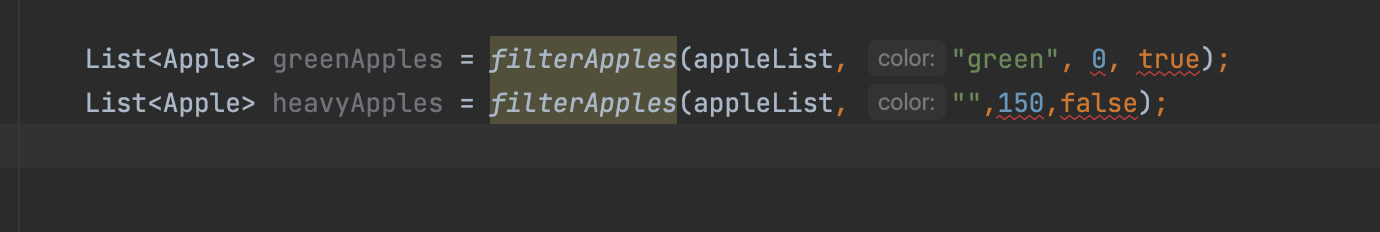 List<Apple> greenApples = filterApples(appleList, color: "green", 0, true);
List<Apple> heavyApples = filterApples(appleList, color: "",150,false);